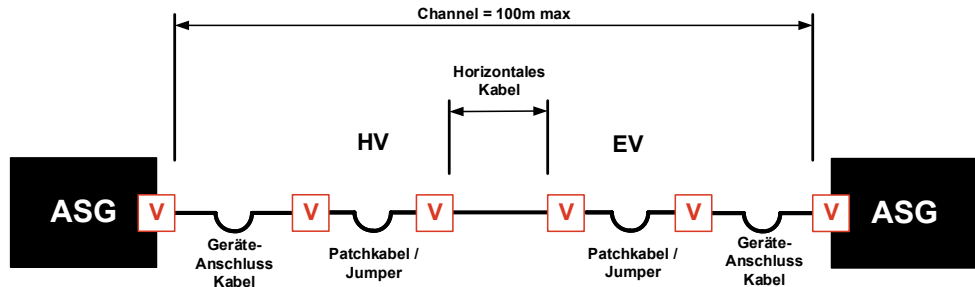 Channel = 100m max
Horizontales
Kabel
HV
EV
ASG
V
V
V
V
V
V
ASG
Geräte-
Anschluss
Kabel
Patchkabel /
Jumper
Patchkabel /
Jumper
Geräte-
Anschluss
Kabel